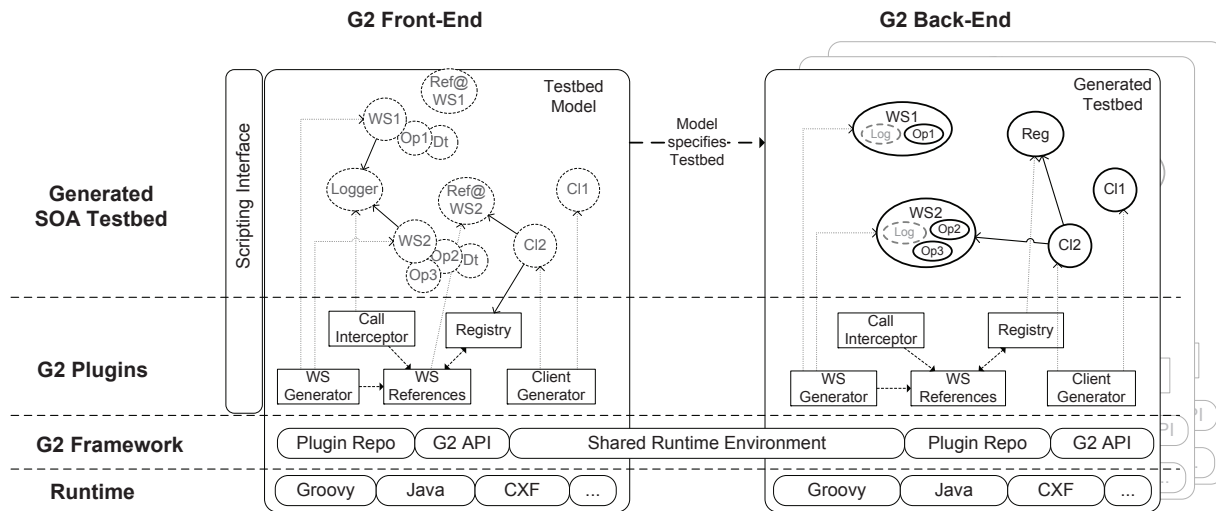 G2 Front-End
G2 Back-End
Generated
SOA Testbed
G2 Plugins
G2 Framework
Runtime
Scripting Interface
Testbed
Model
Ref@
WS1
WS1
Op1
Dt
Logger
Ref@
WS2
Cl1
WS2
Op2
Dt
Op3
Cl2
Call
Interceptor
Registry
WS
Generator
WS
References
Client
Generator
Model
specifies
Testbed
Generated
Testbed
WS1
Log
Op1
Reg
Cl1
WS2
Log
Op2
Op3
Cl2
Call
Interceptor
Registry
WS
Generator
WS
References
Client
Generator
Plugin Repo
G2 API
Shared Runtime Environment
Plugin Repo
G2 API
PI
Groovy
Java
CXF
...
Groovy
Java
CXF
...